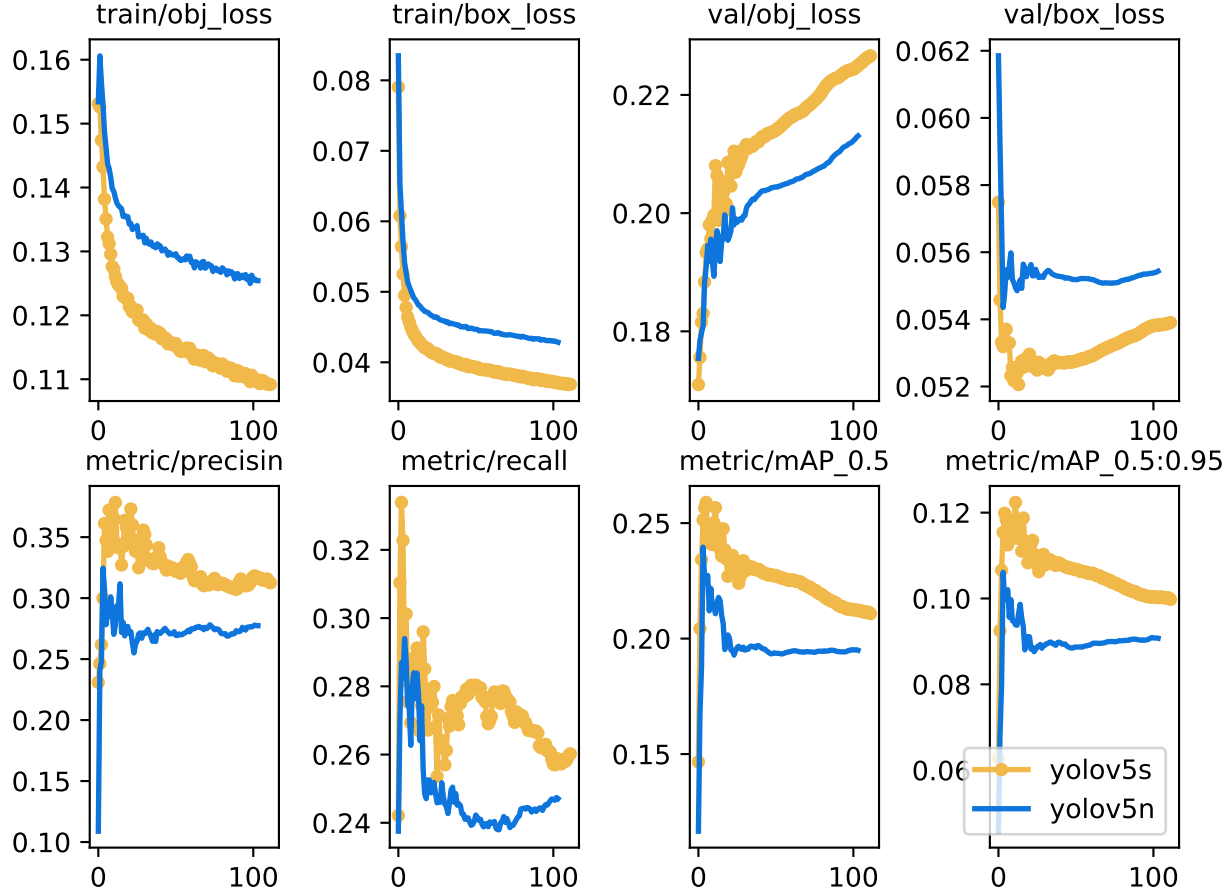 train/obj_loss train/box_loss val/obj_loss val/box_loss
0.16 0.15 0.14 0.13 0.12 0.11
0 100
0.08 0.07 0.06 0.05 0.04
0 100
0.22 0.20 0.18
0 100
0.062 0.060 0.058 0.056 0.054 0.052
0 100
metric/precisin metric/recall metric/mAP_0.5 metric/mAP_0.5:0.95
0.35 0.30 0.25 0.20 0.15 0.10
0 100
0.32 0.30 0.28 0.26 0.24
0 100
0.25 0.20 0.15
0 100
0.12 0.10 0.08 0.06
0 100
yolov5s
yolov5n